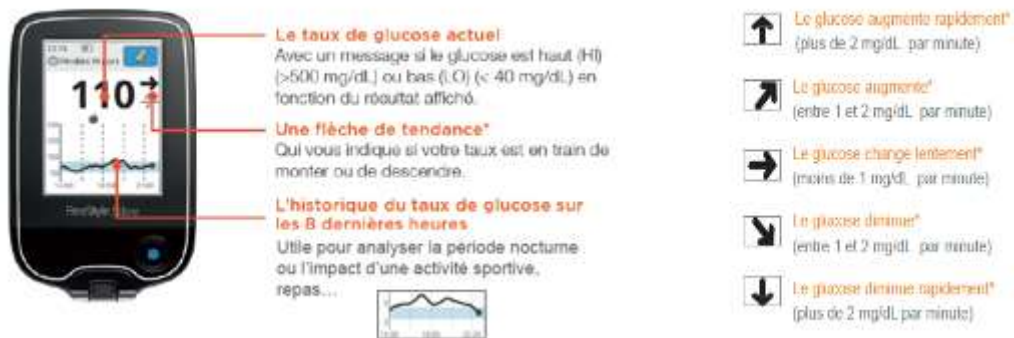 110 →
FreeStyle Libre
Le taux de glucose actuel
Avec un message si le glucose est haut (HI)
(>500 mg/dL) ou bas (LO) (< 40 mg/dL) en
fonction du résultat affiché.
Une flèche de tendance*
Qui vous indique si votre taux est en train de
monter ou de descendre.
L'historique du taux de glucose sur
les 8 dernières heures
Utile pour analyser la période nocturne
ou l'impact d'une activité sportive,
repas...
Le glucose augmente rapidement*
(plus de 2 mg/dL par minute)
Le glucose augmente*
(entre 1 et 2 mg/dL par minute)
Le glucose change lentement*
(moins de 1 mg/dL par minute)
Le glucose diminue*
(entre 1 et 2 mg/dL par minute)
Le glucose diminue rapidement*
(plus de 2 mg/dL par minute)